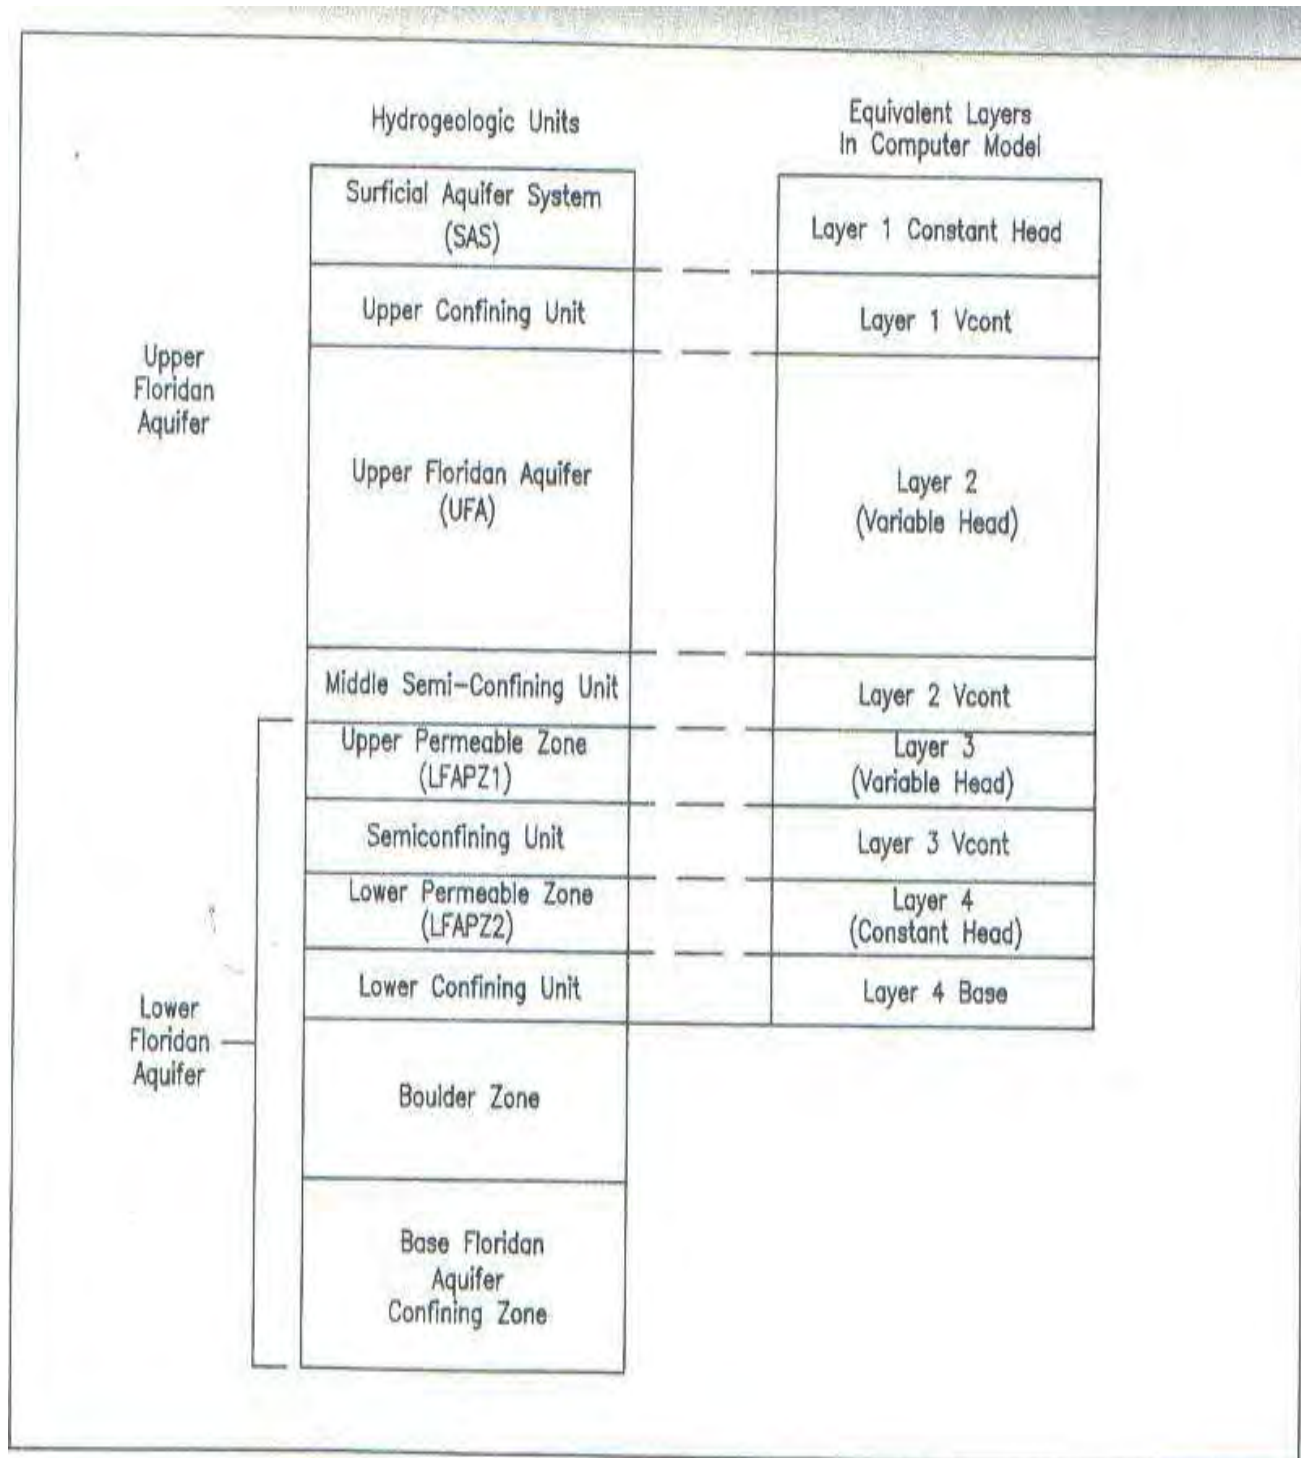 Hydrogeologic Units
Equivalent Layers
In Computer Model
Surficial Aquifer System
(SAS)
Layer 1 Constant Head
Upper Confining Unit
Layer 1 Vcont
Upper
Floridan
Aquifer
Upper Floridan Aquifer
(UFA)
Layer 2
(Variable Head)
Middle Semi-Confining Unit
Layer 2 Vcont
Upper Permeable Zone
(LFAPZ1)
Layer 3
(Variable Head)
Semiconfining Unit
Layer 3 Vcont
Lower Permeable Zone
(LFAPZ2)
Layer 4
(Constant Head)
Lower Confining Unit
Layer 4 Base
Lower
Floridan
Aquifer
Boulder Zone
Base Floridan
Aquifer
Confining Zone